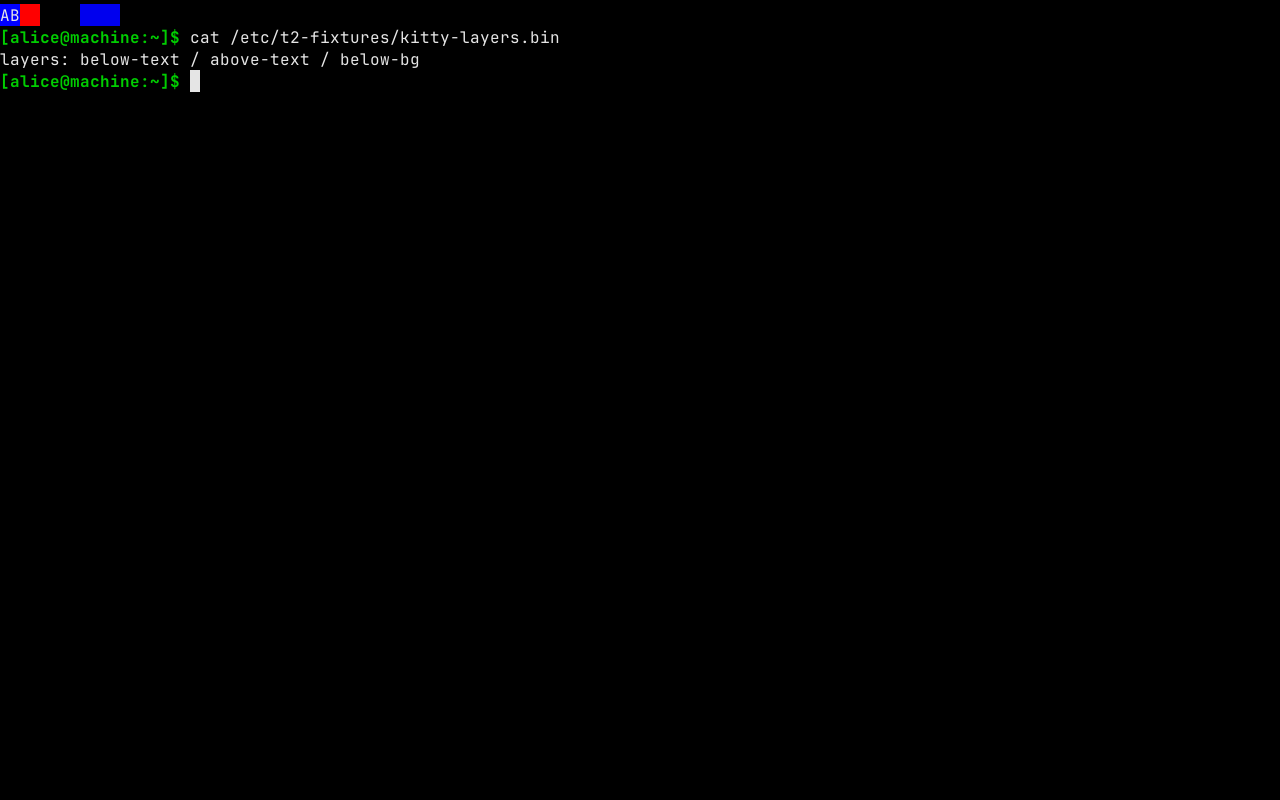 AB
[alice@machine:~]$ cat /etc/t2-fixtures/kitty-layers.bin
layers: below-text / above-text / below-bg
[alice@machine:~]$